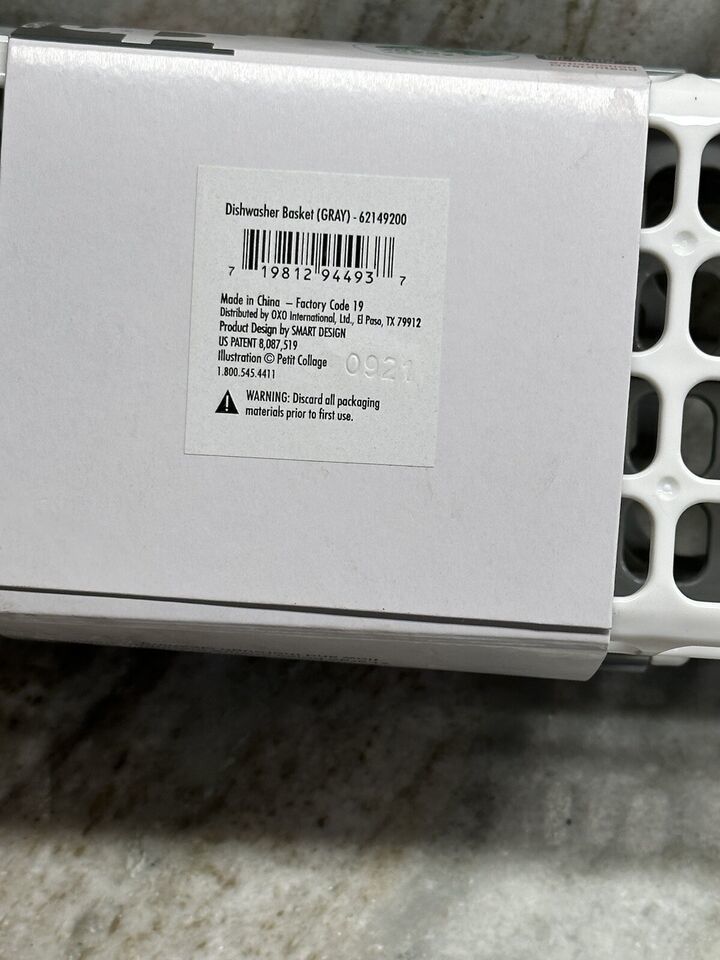 Dishwasher Basket (GRAY) - 62149200
7 19812 94493 7
Made in China – Factory Code 19
Distributed by OXO International, Ltd., El Paso, TX 79912
Product Design by SMART DESIGN
US PATENT 8,087,519
Illustration © Petit Collage
0921
1.800.545.4411
WARNING: Discard all packaging
materials prior to first use.